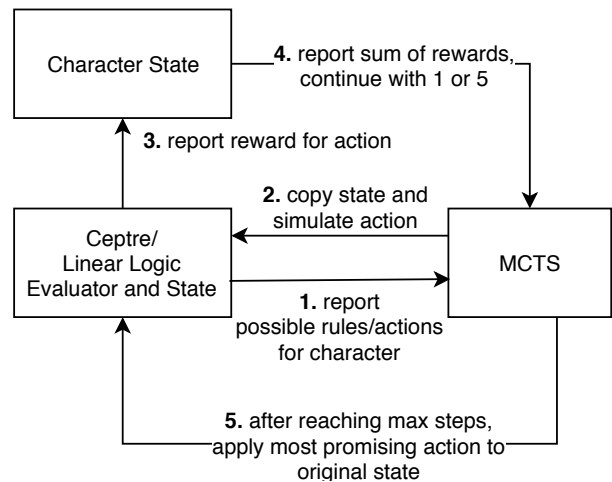 Character State
4. report sum of rewards,
continue with 1 or 5
3. report reward for action
2. copy state and
simulate action
Ceptre/
Linear Logic
Evaluator and State
MCTS
1. report
possible rules/actions
for character
5. after reaching max steps,
apply most promising action to
original state